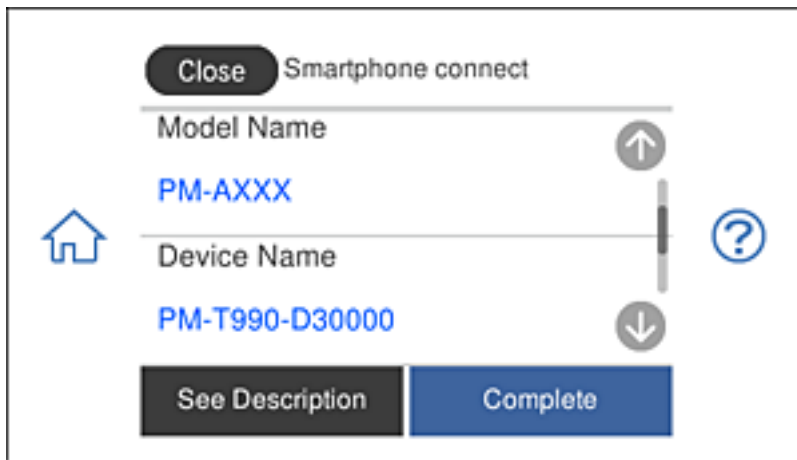 Close Smartphone connect
Model Name
PM-AXXX
Device Name
PM-T990-D30000
See Description Complete